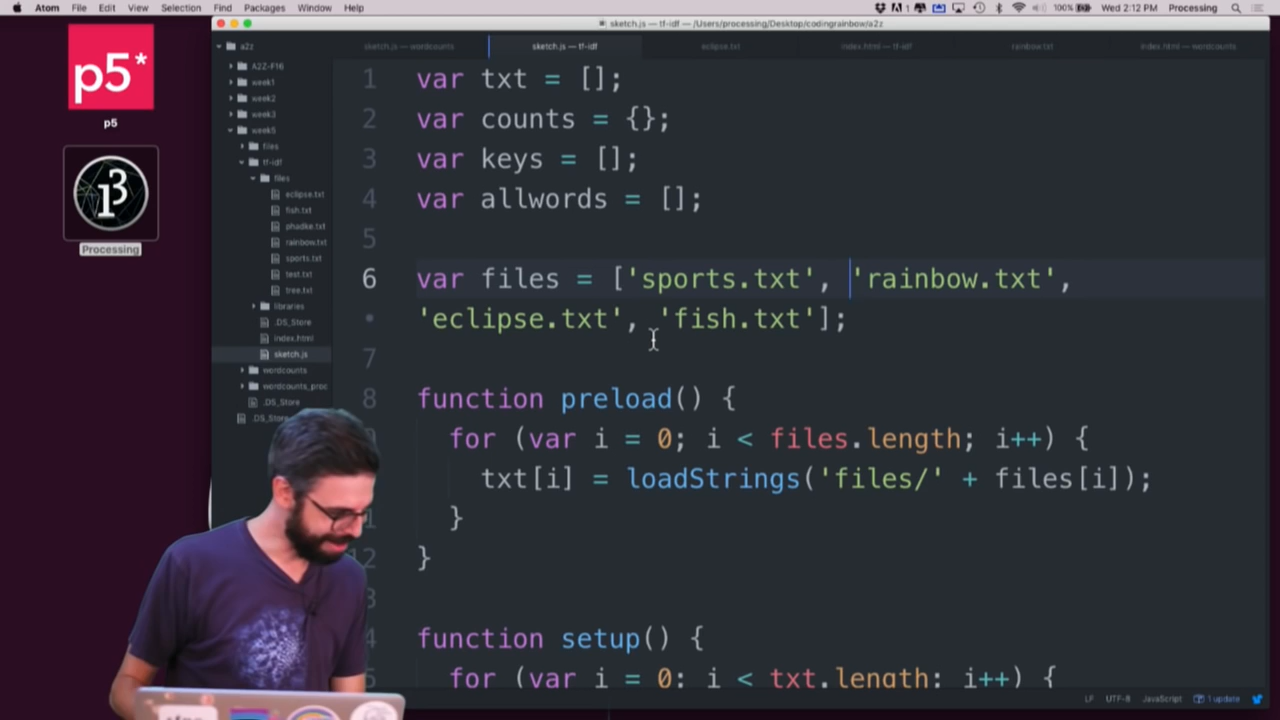 Atom File Edit View Selection Find Packages Window Help
1 100% Wed 2:12 PM Processing
sketch.js — tf-idf — /Users/processing/Desktop/codingrainbow/a2z
a2z
sketch.js — wordcounts
sketch.js — tf-idf
eclipse.txt
index.html — tf-idf
rainbow.txt
index.html — wordcounts
p5*
p5
Processing
A2Z-F16
week1
week2
week3
week5
files
tf-idf
files
eclipse.txt
fish.txt
phadke.txt
rainbow.txt
sports.txt
test.txt
tree.txt
libraries
.DS_Store
index.html
sketch.js
wordcounts
wordcounts_proc
.DS_Store
.DS_Store
1 var txt = [];
2 var counts = {};
3 var keys = [];
4 var allwords = [];
5
6 var files = ['sports.txt', 'rainbow.txt',
'eclipse.txt', 'fish.txt'];
7
8 function preload() {
for (var i = 0; i < files.length; i++) {
txt[i] = loadStrings('files/' + files[i]);
}
12 }
3
4 function setup() {
for (var i = 0; i < txt.length; i++) {
LF UTF-8 JavaScript 1 update